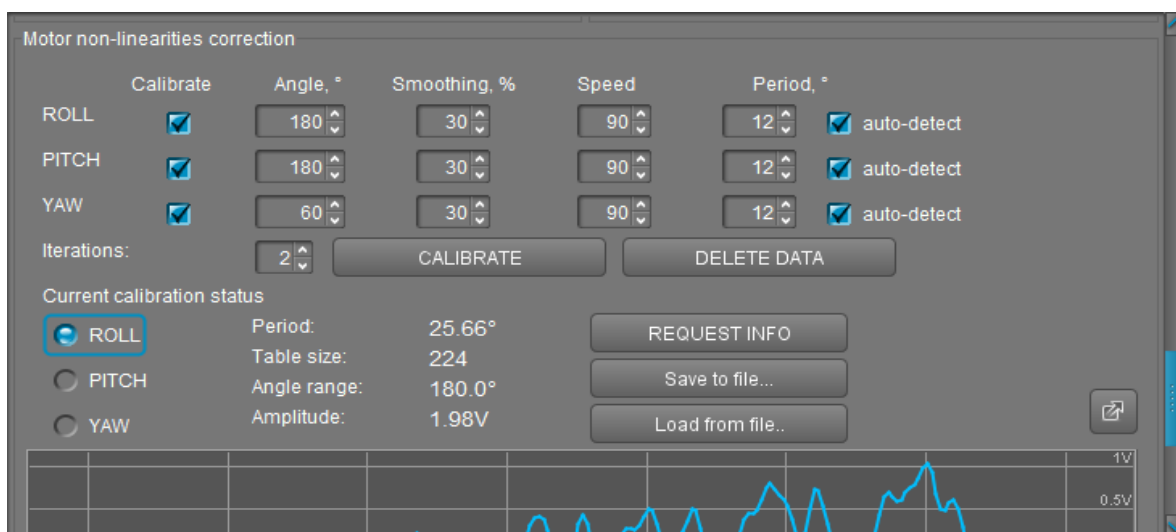 Motor non-linearities correction
Calibrate Angle, ° Smoothing, % Speed Period, °
ROLL 180 30 90 12 auto-detect
PITCH 180 30 90 12 auto-detect
YAW 60 30 90 12 auto-detect
Iterations: 2 CALIBRATE DELETE DATA
Current calibration status
ROLL Period: 25.66° REQUEST INFO
Table size: 224
PITCH Angle range: 180.0° Save to file...
YAW Amplitude: 1.98V Load from file..
1V
0.5V